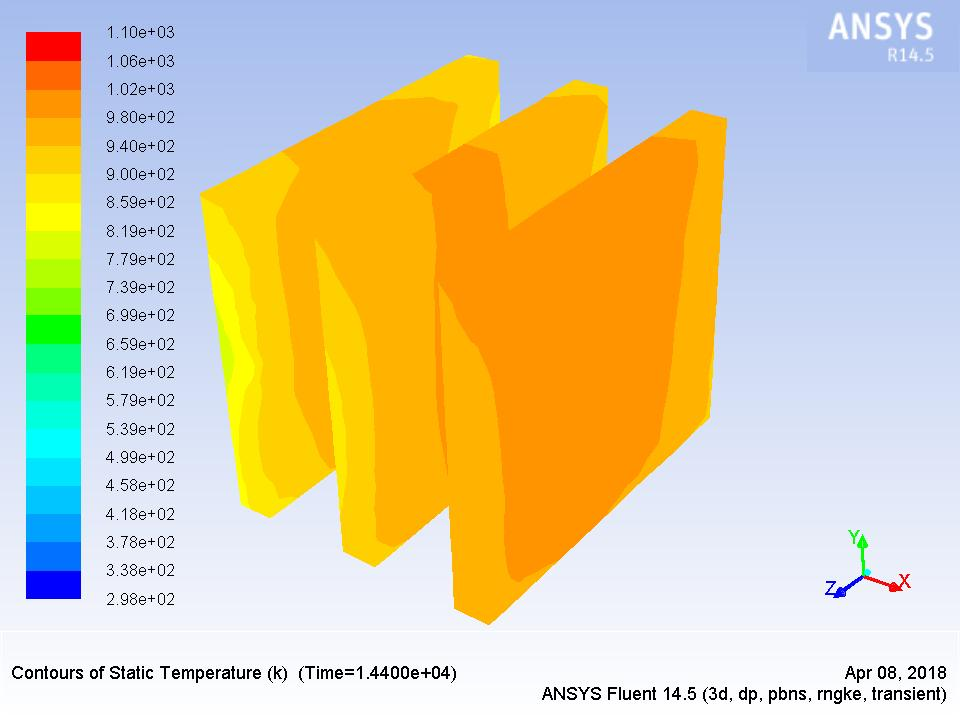 ANSYS
R14.5
1.10e+03
1.06e+03
1.02e+03
9.80e+02
9.40e+02
9.00e+02
8.59e+02
8.19e+02
7.79e+02
7.39e+02
6.99e+02
6.59e+02
6.19e+02
5.79e+02
5.39e+02
4.99e+02
4.58e+02
4.18e+02
3.78e+02
3.38e+02
2.98e+02
Y
Z
X
Contours of Static Temperature (k)  (Time=1.4400e+04)
Apr 08, 2018
ANSYS Fluent 14.5 (3d, dp, pbns, rngke, transient)